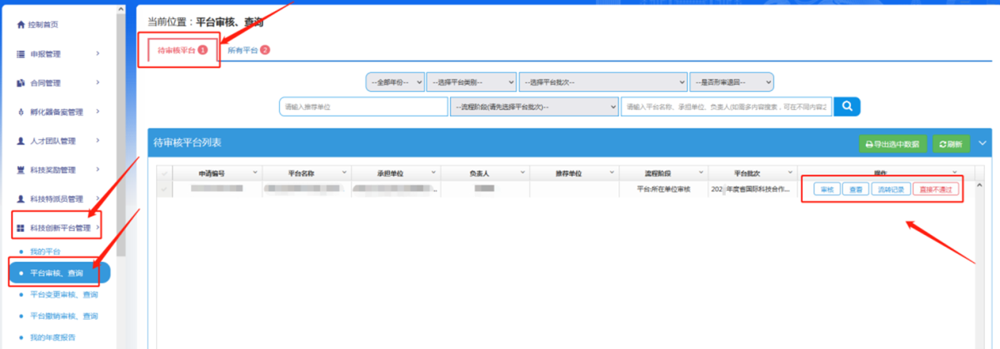 当前位置：平台审核、查询
控制首页
申报管理
合同管理
孵化器备案管理
人才团队管理
科技奖励管理
科技特派员管理
科技创新平台管理
我的平台
平台审核、查询
平台变更审核、查询
平台撤销审核、查询
我的年度报告
待审核平台 1 所有平台 2
--全部年份-- --选择平台类别-- --选择平台批次-- --是否形审退回--
请输入推荐单位 --流程阶段(请先选择平台批次)-- 请输入平台名称、承担单位、负责人(如需多内容搜索，可在不同内容之
待审核平台列表 导出选中数据 刷新
申请编号 平台名称 承担单位 负责人 推荐单位 流程阶段 平台批次 操作
平台:所在单位审核 202 年度省国际科技合作... 审核 查看 流转记录 直接不通过